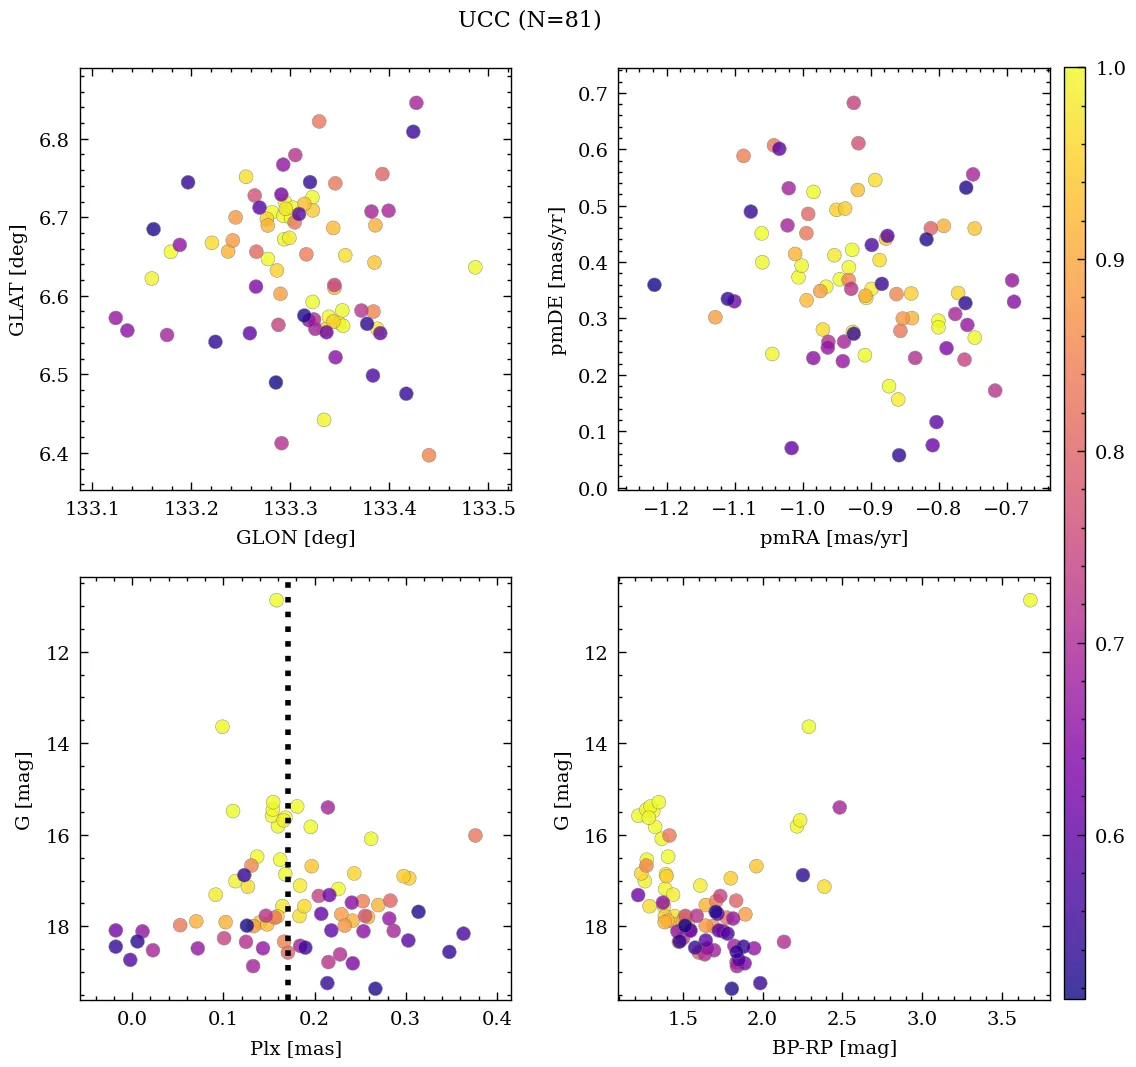 UCC (N=81)
6.8
6.7
6.6
6.5
6.4
GLAT [deg]
133.1 133.2 133.3 133.4 133.5
GLON [deg]
0.7
0.6
0.5
0.4
0.3
0.2
0.1
0.0
pmDE [mas/yr]
−1.2 −1.1 −1.0 −0.9 −0.8 −0.7
pmRA [mas/yr]
12
14
16
18
G [mag]
0.0 0.1 0.2 0.3 0.4
Plx [mas]
12
14
16
18
G [mag]
1.5 2.0 2.5 3.0 3.5
BP-RP [mag]
1.0
0.9
0.8
0.7
0.6